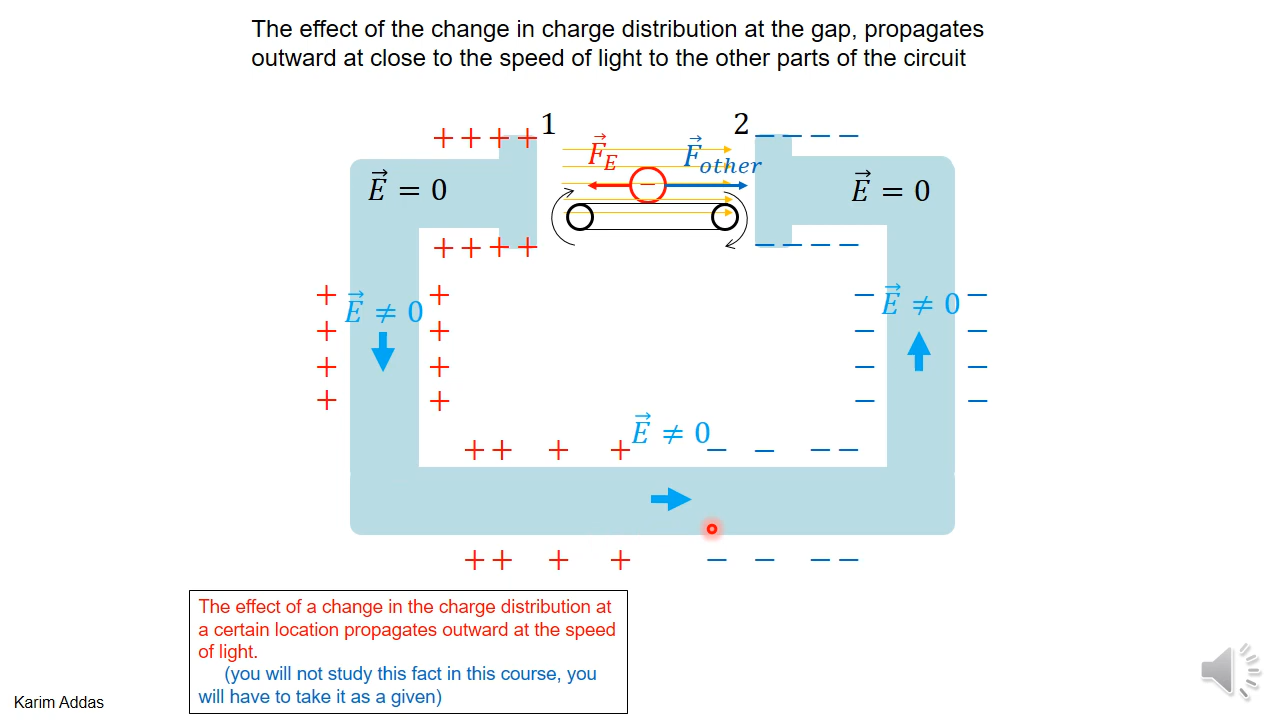 The effect of the change in charge distribution at the gap, propagates
outward at close to the speed of light to the other parts of the circuit
+ + + + 1 2 − − − −
F⃗_E F⃗_other
−
E⃗ = 0 E⃗ = 0
+ + + + − − − −
+ + − −
E⃗ ≠ 0 E⃗ ≠ 0
+ + − −
+ + − −
+ + − −
E⃗ ≠ 0
+ + + + − − − −
+ + + + − − − −
The effect of a change in the charge distribution at
a certain location propagates outward at the speed
of light.
(you will not study this fact in this course, you
will have to take it as a given)
Karim Addas